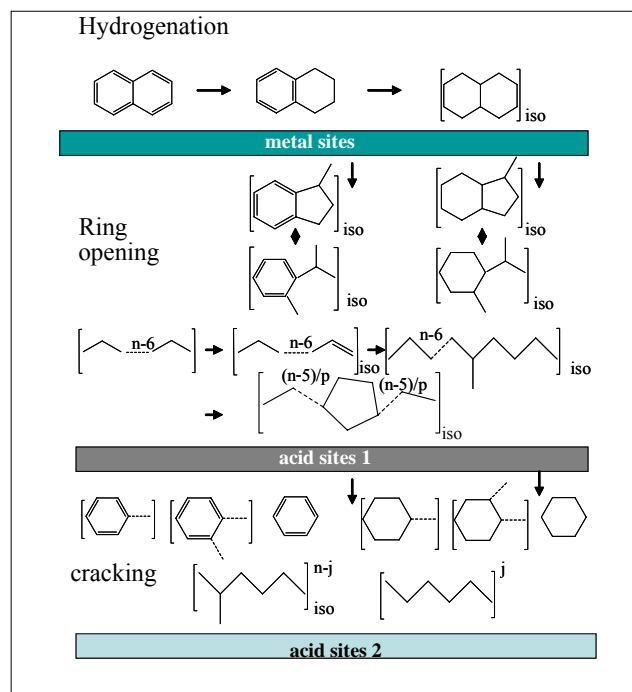 Hydrogenation
iso
metal sites
iso
iso
Ring
opening
iso
iso
n-6
n-6
iso
n-6
iso
(n-5)/p
(n-5)/p
iso
acid sites 1
cracking
n-j
iso
j
acid sites 2